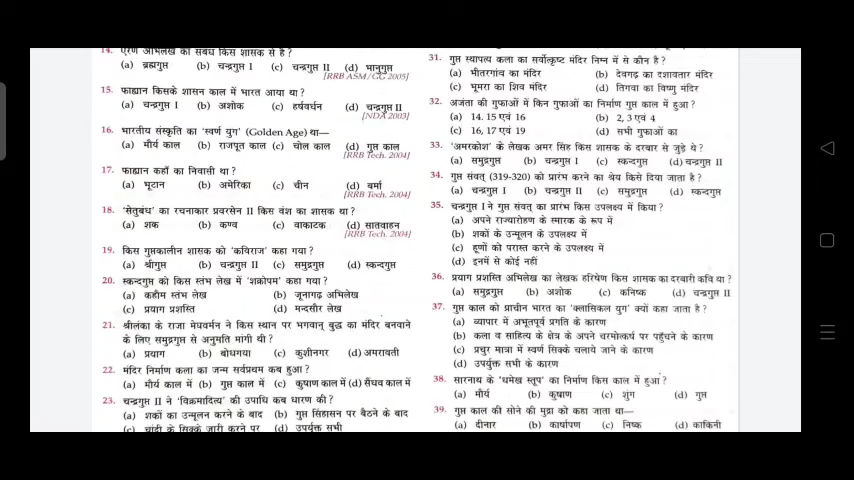 14. एरण अभिलेख का संबंध किस शासक से है ?
(a) ब्रह्मगुप्त (b) चन्द्रगुप्त I (c) चन्द्रगुप्त II (d) भानुगुप्त
[RRB ASM/GG 2005]
15. फाह्यान किसके शासन काल में भारत आया था ?
(a) चन्द्रगुप्त I (b) अशोक (c) हर्षवर्धन (d) चन्द्रगुप्त II
[NDA 2003]
16. भारतीय संस्कृति का 'स्वर्ण युग' (Golden Age) था—
(a) मौर्य काल (b) राजपूत काल (c) चोल काल (d) गुप्त काल
[RRB Tech. 2004]
17. फाह्यान कहाँ का निवासी था ?
(a) भूटान (b) अमेरिका (c) चीन (d) बर्मा
[RRB Tech. 2004]
18. 'सेतुबंध' का रचनाकार प्रवरसेन II किस वंश का शासक था ?
(a) शक (b) कण्व (c) वाकाटक (d) सातवाहन
[RRB Tech. 2004]
19. किस गुप्तकालीन शासक को 'कविराज' कहा गया ?
(a) श्रीगुप्त (b) चन्द्रगुप्त II (c) समुद्रगुप्त (d) स्कन्दगुप्त
20. स्कन्दगुप्त को किस स्तंभ लेख में 'शक्रोपम' कहा गया ?
(a) कहौम स्तंभ लेख (b) जूनागढ़ अभिलेख
(c) प्रयाग प्रशस्ति (d) मन्दसौर लेख
21. श्रीलंका के राजा मेघवर्मन ने किस स्थान पर भगवान् बुद्ध का मंदिर बनवाने
के लिए समुद्रगुप्त से अनुमति मांगी थी ?
(a) प्रयाग (b) बोधगया (c) कुशीनगर (d) अमरावती
22. मंदिर निर्माण कला का जन्म सर्वप्रथम कब हुआ ?
(a) मौर्य काल में (b) गुप्त काल में (c) कुषाण काल में (d) सैंधव काल में
23. चन्द्रगुप्त II ने 'विक्रमादित्य' की उपाधि कब धारण की ?
(a) शकों का उन्मूलन करने के बाद (b) गुप्त सिंहासन पर बैठने के बाद
(c) चांदी के सिक्के जारी करने पर (d) उपर्युक्त सभी
31. गुप्त स्थापत्य कला का सर्वोत्कृष्ट मंदिर निम्न में से कौन है ?
(a) भीतरगांव का मंदिर (b) देवगढ़ का दशावतार मंदिर
(c) भूमरा का शिव मंदिर (d) तिगवा का विष्णु मंदिर
32. अजंता की गुफाओं में किन गुफाओं का निर्माण गुप्त काल में हुआ ?
(a) 14. 15 एवं 16 (b) 2, 3 एवं 4
(c) 16, 17 एवं 19 (d) सभी गुफाओं का
33. 'अमरकोश' के लेखक अमर सिंह किस शासक के दरबार से जुड़े थे ?
(a) समुद्रगुप्त (b) चन्द्रगुप्त I (c) स्कन्दगुप्त (d) चन्द्रगुप्त II
34. गुप्त संवत् (319-320) को प्रारंभ करने का श्रेय किसे दिया जाता है ?
(a) चन्द्रगुप्त I (b) चन्द्रगुप्त II (c) समुद्रगुप्त (d) स्कन्दगुप्त
35. चन्द्रगुप्त I ने गुप्त संवत् का प्रारंभ किस उपलक्ष्य में किया ?
(a) अपने राज्यारोहण के स्मारक के रूप में
(b) शकों के उन्मूलन के उपलक्ष्य में
(c) हूणों को परास्त करने के उपलक्ष्य में
(d) इनमें से कोई नहीं
36. प्रयाग प्रशस्ति अभिलेख का लेखक हरिषेण किस शासक का दरबारी कवि था ?
(a) समुद्रगुप्त (b) अशोक (c) कनिष्क (d) चन्द्रगुप्त II
37. गुप्त काल को प्राचीन भारत का 'क्लासिकल युग' क्यों कहा जाता है ?
(a) व्यापार में अभूतपूर्व प्रगति के कारण
(b) कला व साहित्य के क्षेत्र के अपने चरमोत्कर्ष पर पहुँचने के कारण
(c) प्रचुर मात्रा में स्वर्ण सिक्के चलाये जाने के कारण
(d) उपर्युक्त सभी के कारण
38. सारनाथ के 'धमेख स्तूप' का निर्माण किस काल में हुआ ?
(a) मौर्य (b) कुषाण (c) शुंग (d) गुप्त
39. गुप्त काल की सोने की मुद्रा को कहा जाता था—
(a) दीनार (b) कार्षापण (c) निष्क (d) काकिनी